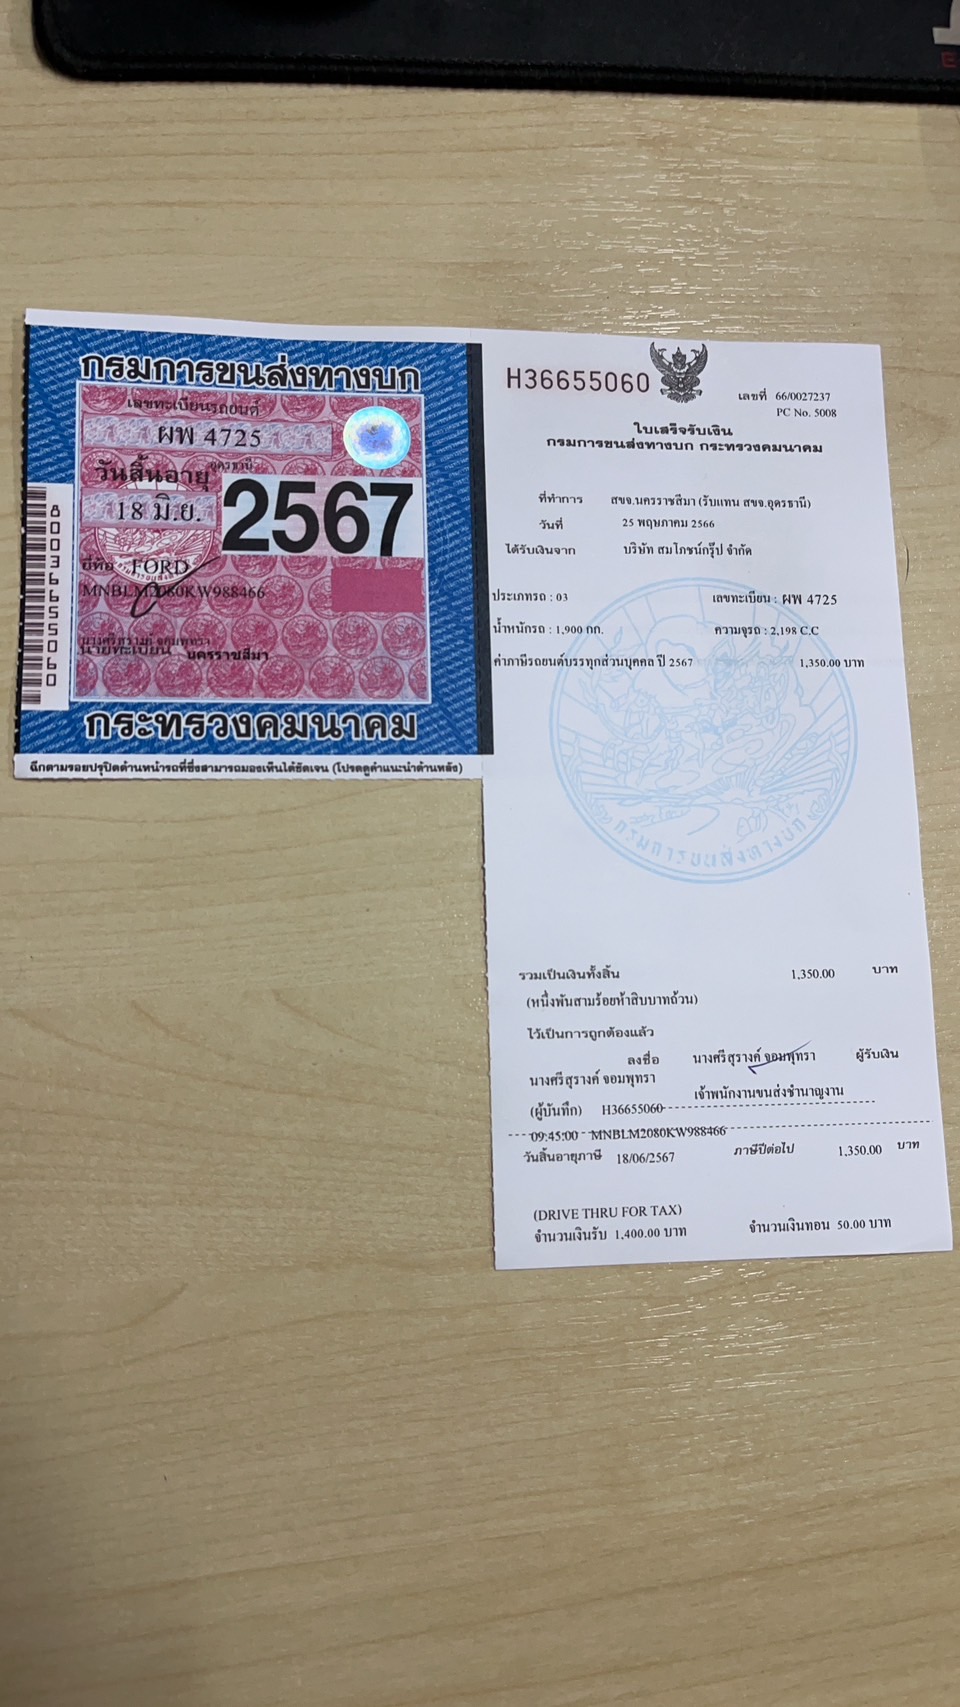 กรมการขนส่งทางบก
เลขทะเบียนรถยนต์
ผพ 4725
อุดรธานี
วันสิ้นอายุ
18 มิ.ย.
2567
ยี่ห้อ FORD
MNBLM2080KW988466
นางศรีสุรางค์ จอมพุทรา
นายทะเบียน นครราชสีมา
กระทรวงคมนาคม
ฉีกตามรอยปรุปิดด้านหน้ารถที่ซึ่งสามารถมองเห็นได้ชัดเจน (โปรดดูคำแนะนำด้านหลัง)
80036655060
H36655060
เลขที่ 66/0027237
PC No. 5008
ใบเสร็จรับเงิน
กรมการขนส่งทางบก กระทรวงคมนาคม
ที่ทำการ สขจ.นครราชสีมา (รับแทน สขจ.อุดรธานี)
วันที่ 25 พฤษภาคม 2566
ได้รับเงินจาก บริษัท สมโภชน์กรุ๊ป จำกัด
ประเภทรถ : 03 เลขทะเบียน : ผพ 4725
น้ำหนักรถ : 1,900 กก. ความจุรถ : 2,198 C.C
ค่าภาษีรถยนต์บรรทุกส่วนบุคคล ปี 2567 1,350.00 บาท
กรมการขนส่งทางบก
รวมเป็นเงินทั้งสิ้น 1,350.00 บาท
(หนึ่งพันสามร้อยห้าสิบบาทถ้วน)
ไว้เป็นการถูกต้องแล้ว
ลงชื่อ นางศรีสุรางค์ จอมพุทรา ผู้รับเงิน
นางศรีสุรางค์ จอมพุทรา
เจ้าพนักงานขนส่งชำนาญงาน
(ผู้บันทึก) H36655060
09:45:00 MNBLM2080KW988466
วันสิ้นอายุภาษี 18/06/2567 ภาษีปีต่อไป 1,350.00 บาท
(DRIVE THRU FOR TAX)
จำนวนเงินรับ 1,400.00 บาท จำนวนเงินทอน 50.00 บาท